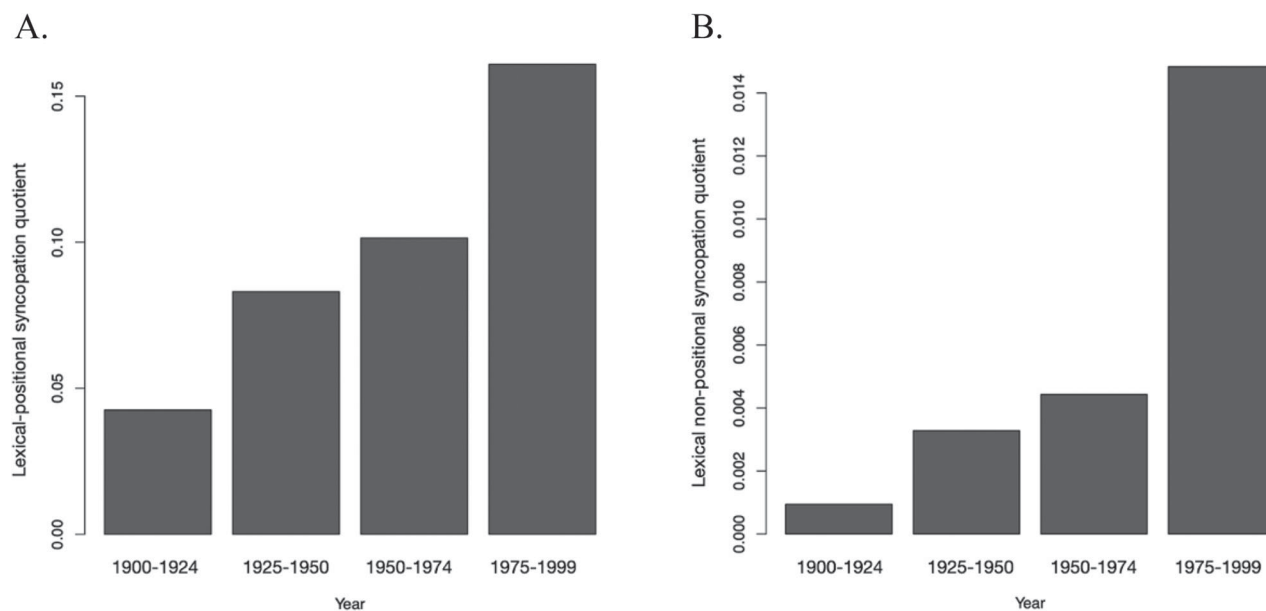 A.
Lexical-positional syncopation quotient
0.15
0.10
0.05
0.00
1900-1924 1925-1950 1950-1974 1975-1999
Year
B.
Lexical non-positional syncopation quotient
0.014
0.012
0.010
0.008
0.006
0.004
0.002
0.000
1900-1924 1925-1950 1950-1974 1975-1999
Year